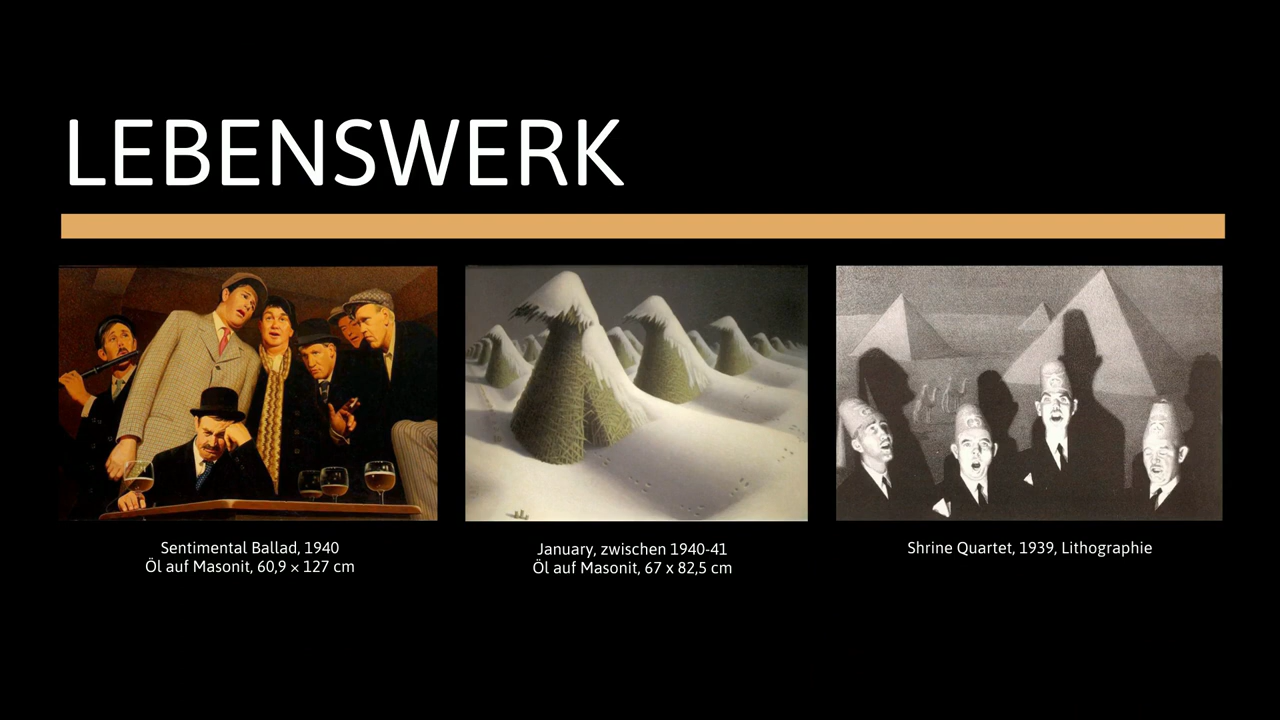 LEBENSWERK
Sentimental Ballad, 1940
Öl auf Masonit, 60,9 × 127 cm
January, zwischen 1940-41
Öl auf Masonit, 67 x 82,5 cm
Shrine Quartet, 1939, Lithographie